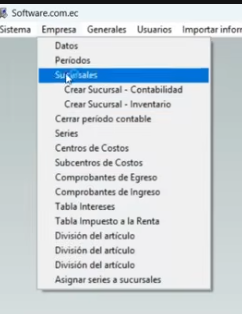 Software.com.ec
Sistema Empresa Generales Usuarios Importar infor
Datos
Períodos
Sucursales
Crear Sucursal - Contabilidad
Crear Sucursal - Inventario
Cerrar período contable
Series
Centros de Costos
Subcentros de Costos
Comprobantes de Egreso
Comprobantes de Ingreso
Tabla Intereses
Tabla Impuesto a la Renta
División del artículo
División del artículo
División del artículo
Asignar series a sucursales